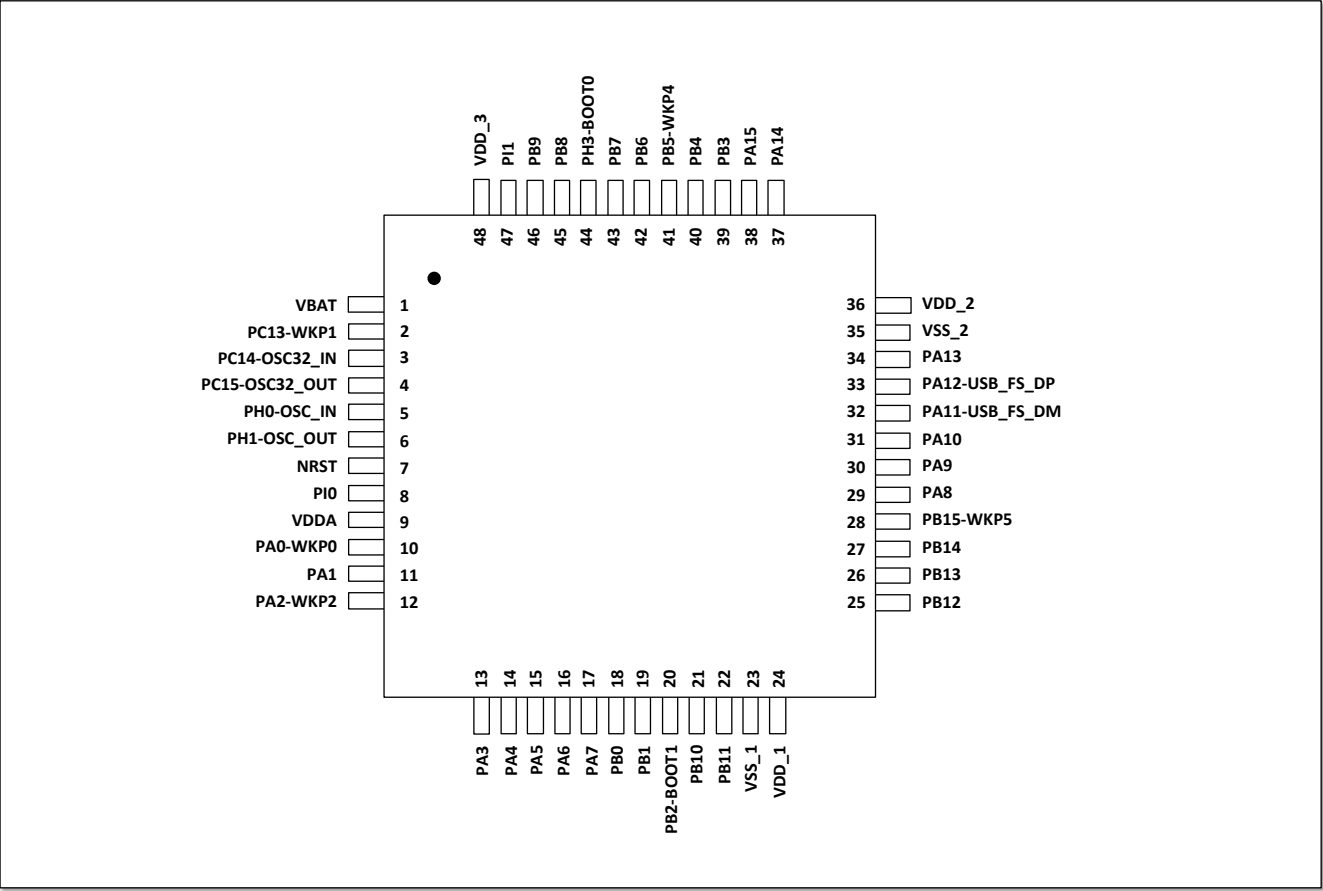 VDD_3
PI1
PB9
PB8
PH3-BOOT0
PB7
PB6
PB5-WKP4
PB4
PB3
PA15
PA14
48 47 46 45 44 43 42 41 40 39 38 37
VBAT 1
PC13-WKP1 2
PC14-OSC32_IN 3
PC15-OSC32_OUT 4
PH0-OSC_IN 5
PH1-OSC_OUT 6
NRST 7
PI0 8
VDDA 9
PA0-WKP0 10
PA1 11
PA2-WKP2 12
36 VDD_2
35 VSS_2
34 PA13
33 PA12-USB_FS_DP
32 PA11-USB_FS_DM
31 PA10
30 PA9
29 PA8
28 PB15-WKP5
27 PB14
26 PB13
25 PB12
13 14 15 16 17 18 19 20 21 22 23 24
PA3
PA4
PA5
PA6
PA7
PB0
PB1
PB2-BOOT1
PB10
PB11
VSS_1
VDD_1